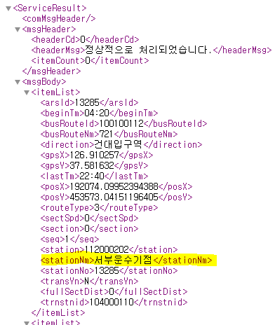 ▼<ServiceResult>
<comMsgHeader/>
▼<msgHeader>
<headerCd>0</headerCd>
<headerMsg>정상적으로 처리되었습니다.</headerMsg>
<itemCount>0</itemCount>
</msgHeader>
▼<msgBody>
▼<itemList>
<arsId>13285</arsId>
<beginTm>04:20</beginTm>
<busRouteId>100100112</busRouteId>
<busRouteNm>721</busRouteNm>
<direction>건대입구역</direction>
<gpsX>126.910257</gpsX>
<gpsY>37.581632</gpsY>
<lastTm>22:40</lastTm>
<posX>192074.09952394388</posX>
<posY>453573.04151196405</posY>
<routeType>3</routeType>
<sectSpd>0</sectSpd>
<section>0</section>
<seq>1</seq>
<station>112000202</station>
<stationNm>서부운수기점</stationNm>
<stationNo>13285</stationNo>
<transYn>N</transYn>
<fullSectDist>0</fullSectDist>
<trnstnid>104000110</trnstnid>
</itemList>
▼<itemList>